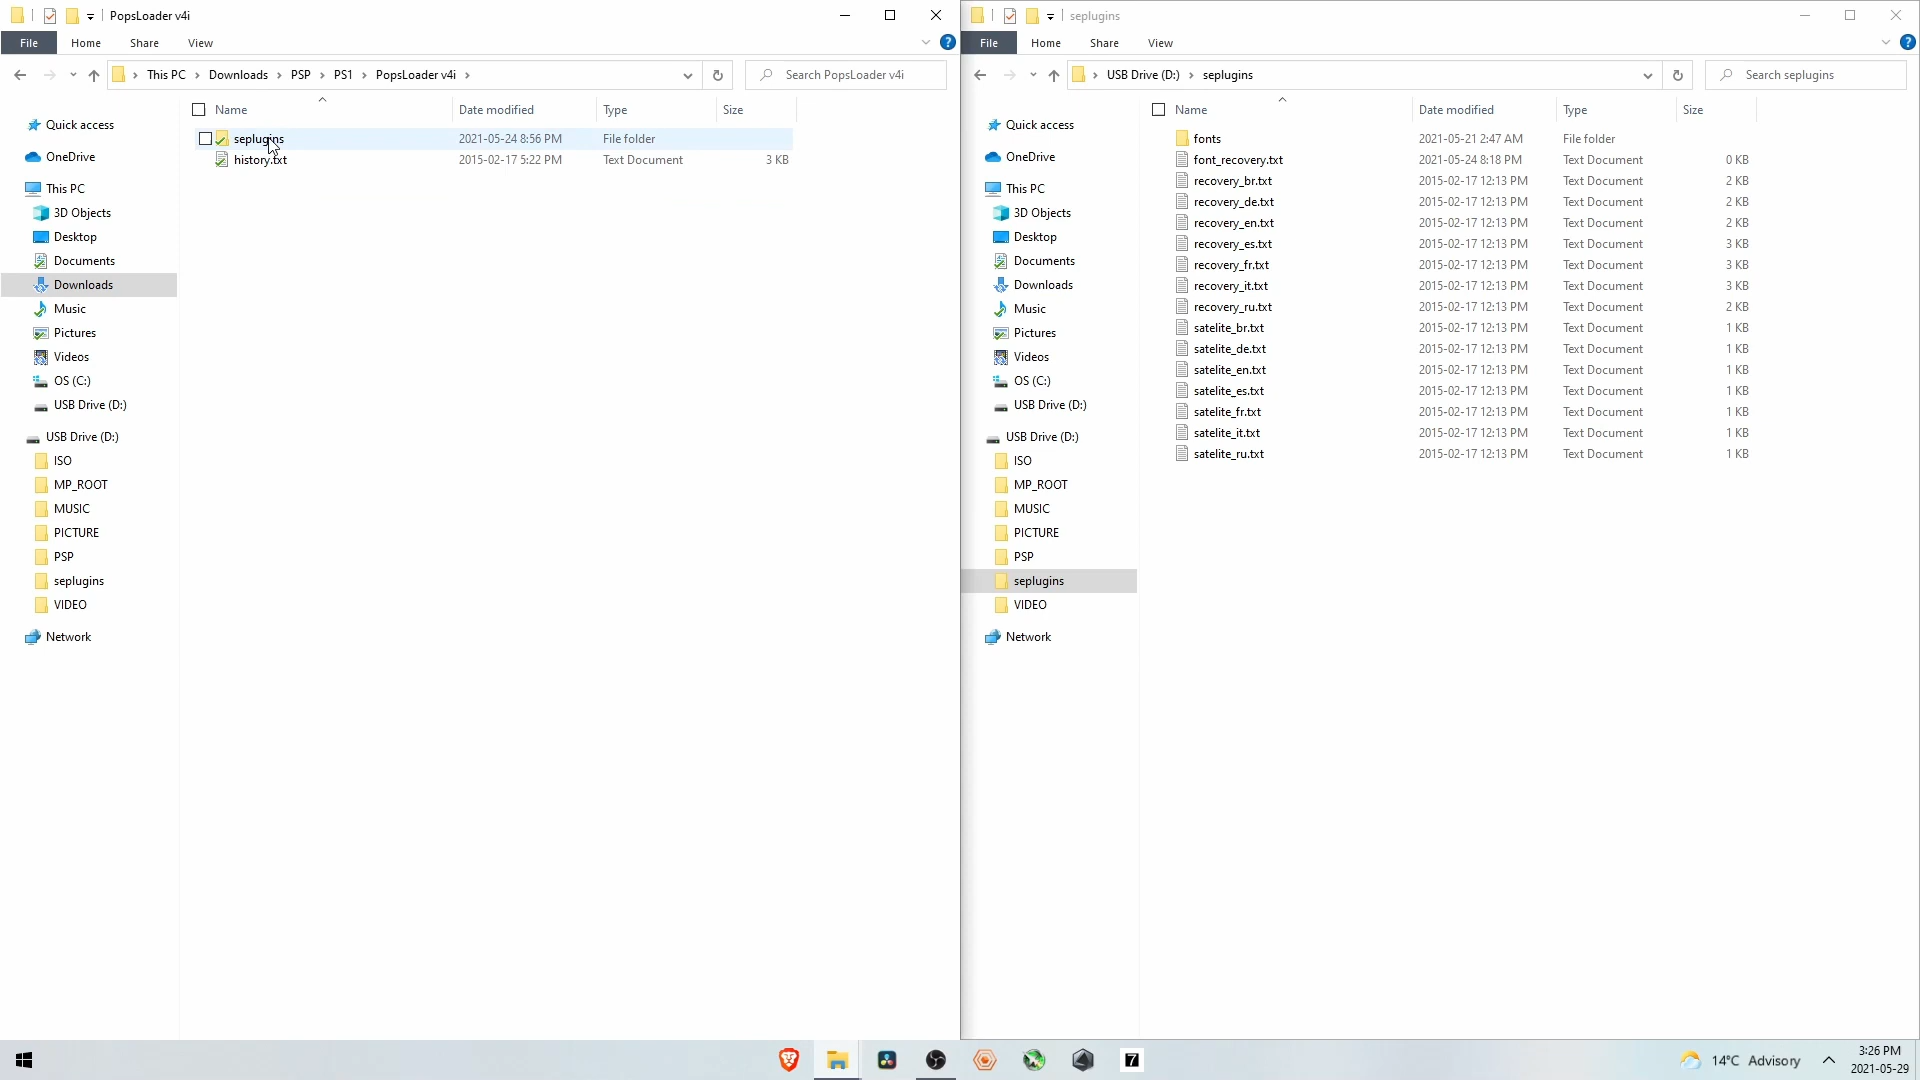 PopsLoader v4i
File Home Share View
This PC Downloads PSP PS1 PopsLoader v4i
Search PopsLoader v4i
Name Date modified Type Size
seplugins 2021-05-24 8:56 PM File folder
history.txt 2015-02-17 5:22 PM Text Document 3 KB
Quick access
OneDrive
This PC
3D Objects
Desktop
Documents
Downloads
Music
Pictures
Videos
OS (C:)
USB Drive (D:)
USB Drive (D:)
ISO
MP_ROOT
MUSIC
PICTURE
PSP
seplugins
VIDEO
Network
seplugins
File Home Share View
USB Drive (D:) seplugins
Search seplugins
Name Date modified Type Size
fonts 2021-05-21 2:47 AM File folder
font_recovery.txt 2021-05-24 8:18 PM Text Document 0 KB
recovery_br.txt 2015-02-17 12:13 PM Text Document 2 KB
recovery_de.txt 2015-02-17 12:13 PM Text Document 2 KB
recovery_en.txt 2015-02-17 12:13 PM Text Document 2 KB
recovery_es.txt 2015-02-17 12:13 PM Text Document 3 KB
recovery_fr.txt 2015-02-17 12:13 PM Text Document 3 KB
recovery_it.txt 2015-02-17 12:13 PM Text Document 3 KB
recovery_ru.txt 2015-02-17 12:13 PM Text Document 2 KB
satelite_br.txt 2015-02-17 12:13 PM Text Document 1 KB
satelite_de.txt 2015-02-17 12:13 PM Text Document 1 KB
satelite_en.txt 2015-02-17 12:13 PM Text Document 1 KB
satelite_es.txt 2015-02-17 12:13 PM Text Document 1 KB
satelite_fr.txt 2015-02-17 12:13 PM Text Document 1 KB
satelite_it.txt 2015-02-17 12:13 PM Text Document 1 KB
satelite_ru.txt 2015-02-17 12:13 PM Text Document 1 KB
Quick access
OneDrive
This PC
3D Objects
Desktop
Documents
Downloads
Music
Pictures
Videos
OS (C:)
USB Drive (D:)
USB Drive (D:)
ISO
MP_ROOT
MUSIC
PICTURE
PSP
seplugins
VIDEO
Network
7
14°C Advisory
3:26 PM
2021-05-29